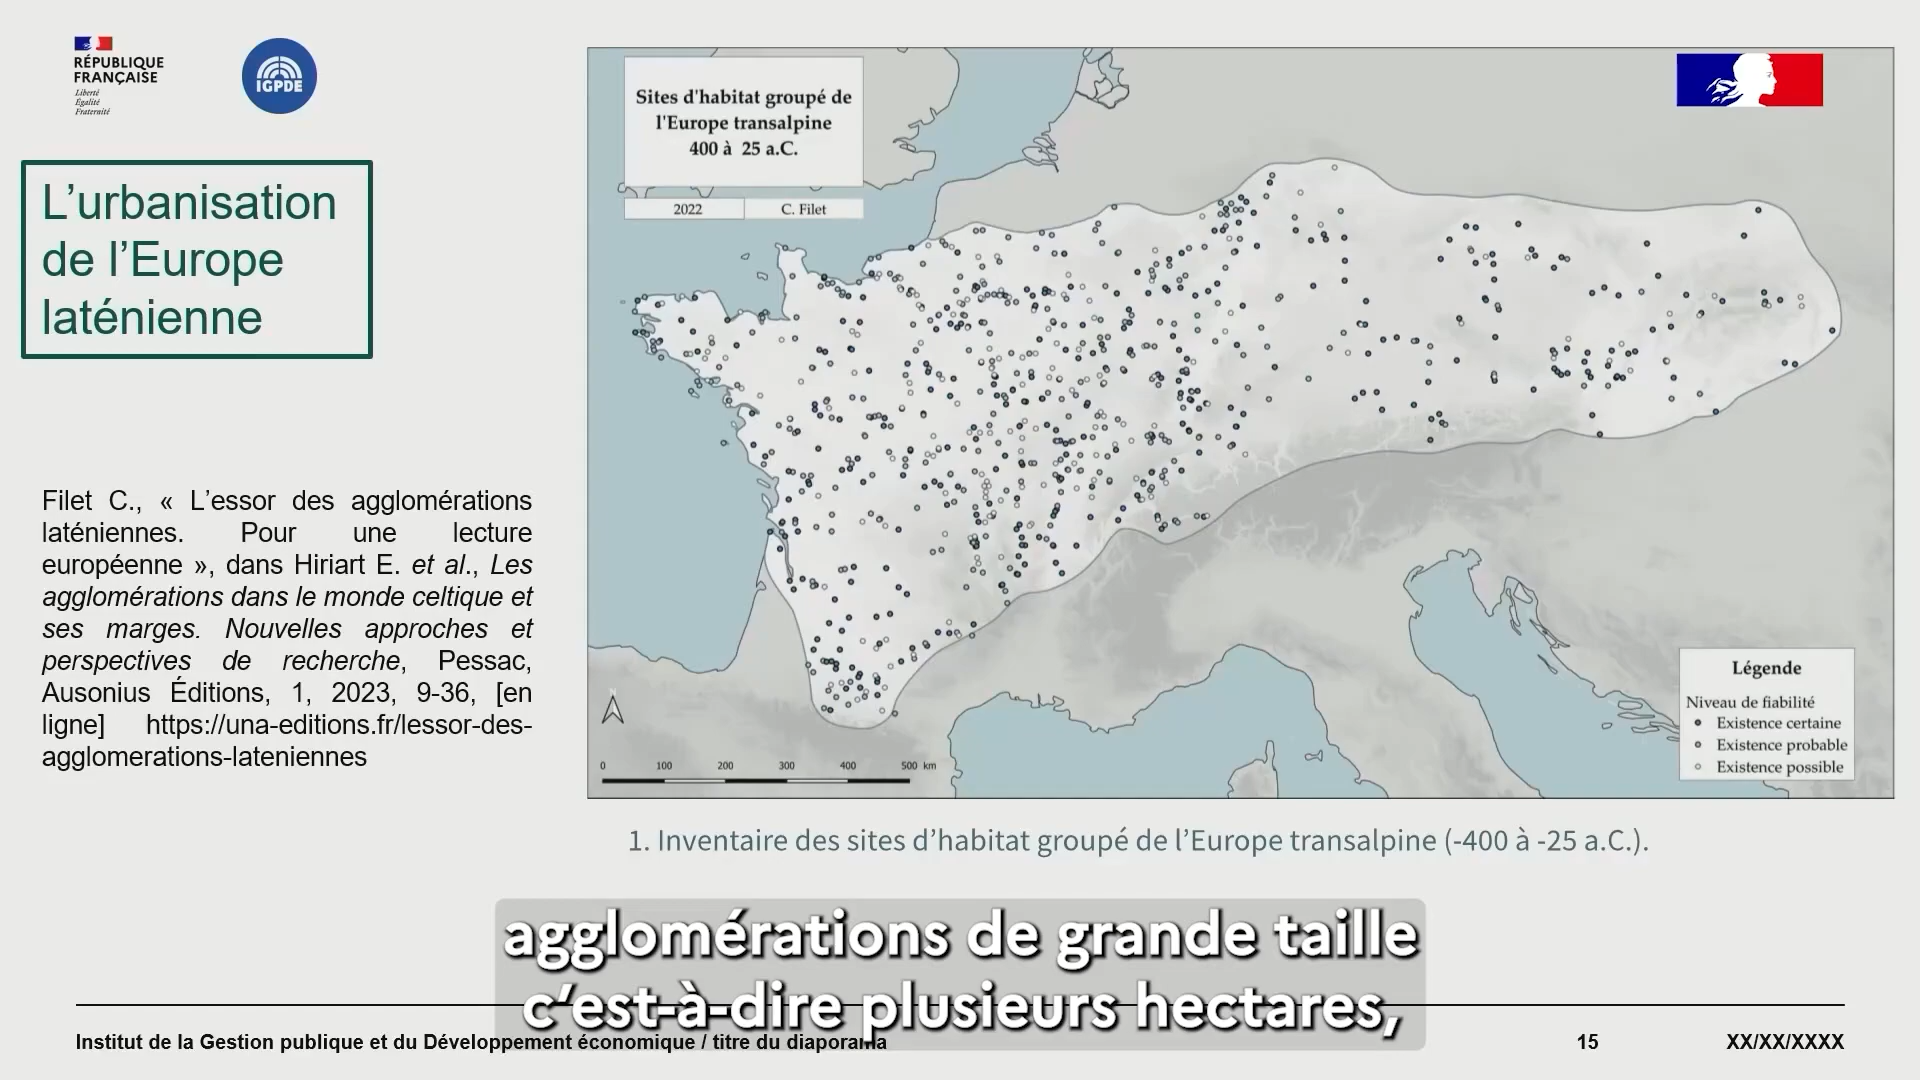 RÉPUBLIQUE
FRANÇAISE
Liberté
Égalité
Fraternité
IGPDE
L’urbanisation
de l’Europe
laténienne
Filet C., « L’essor des agglomérations
laténiennes. Pour une lecture
européenne », dans Hiriart E. et al., Les
agglomérations dans le monde celtique et
ses marges. Nouvelles approches et
perspectives de recherche, Pessac,
Ausonius Éditions, 1, 2023, 9-36, [en
ligne] https://una-editions.fr/lessor-des-
agglomerations-lateniennes
Sites d'habitat groupé de
l'Europe transalpine
400 à 25 a.C.
2022 C. Filet
N
0 100 200 300 400 500 km
Légende
Niveau de fiabilité
Existence certaine
Existence probable
Existence possible
1. Inventaire des sites d’habitat groupé de l’Europe transalpine (-400 à -25 a.C.).
agglomérations de grande taille
c’est-à-dire plusieurs hectares,
Institut de la Gestion publique et du Développement économique / titre du diaporama 15 XX/XX/XXXX